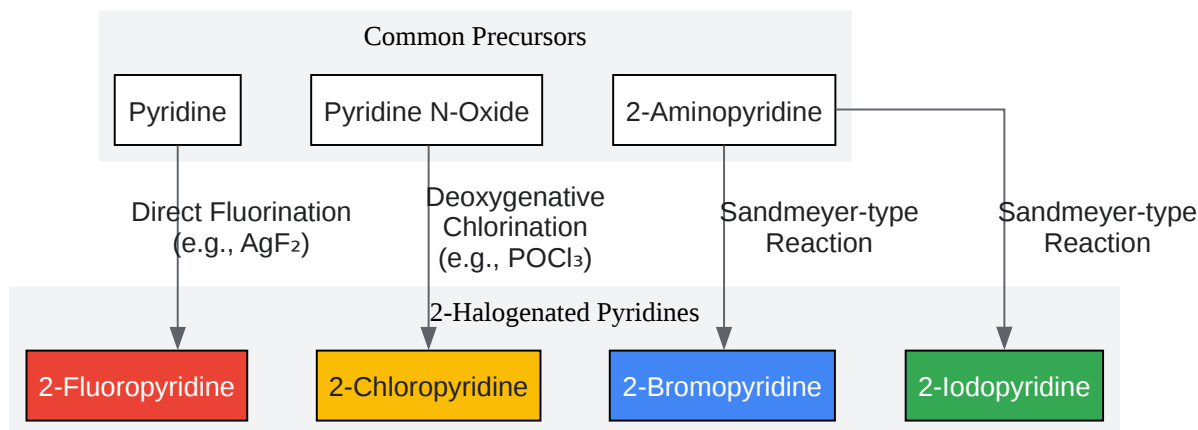 Common Precursors
Pyridine
Pyridine N-Oxide
2-Aminopyridine
Direct Fluorination
(e.g., AgF₂)
Deoxygenative
Chlorination
(e.g., POCl₃)
Sandmeyer-type
Reaction
Sandmeyer-type
Reaction
2-Halogenated Pyridines
2-Fluoropyridine
2-Chloropyridine
2-Bromopyridine
2-Iodopyridine